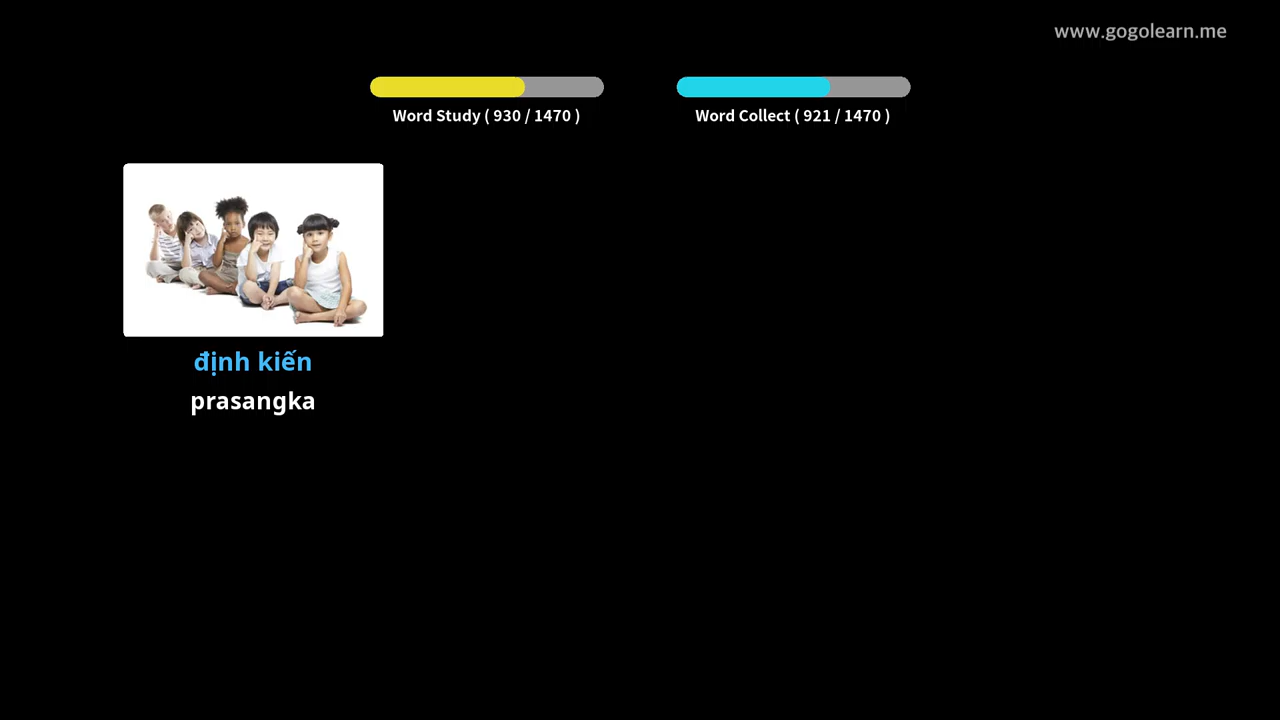 www.gogolearn.me
Word Study ( 930 / 1470 )
Word Collect ( 921 / 1470 )
định kiến
prasangka